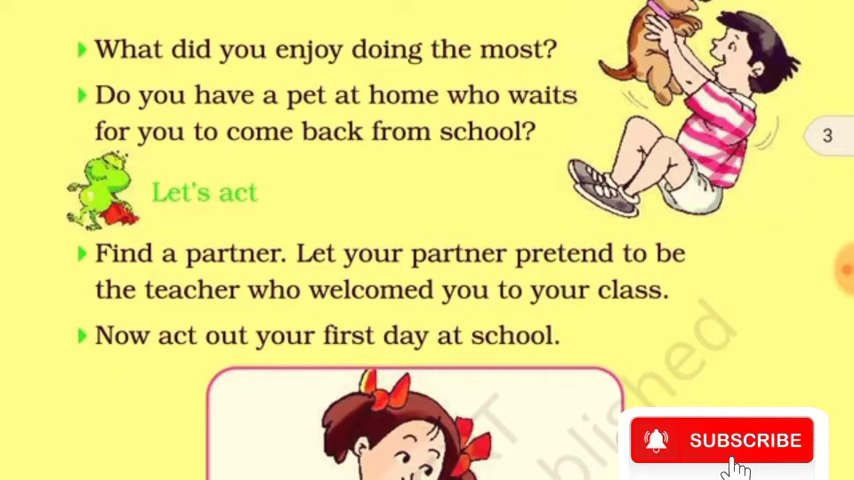 What did you enjoy doing the most?
Do you have a pet at home who waits
for you to come back from school?
3
Let's act
Find a partner. Let your partner pretend to be
the teacher who welcomed you to your class.
Now act out your first day at school.
blished
SUBSCRIBE